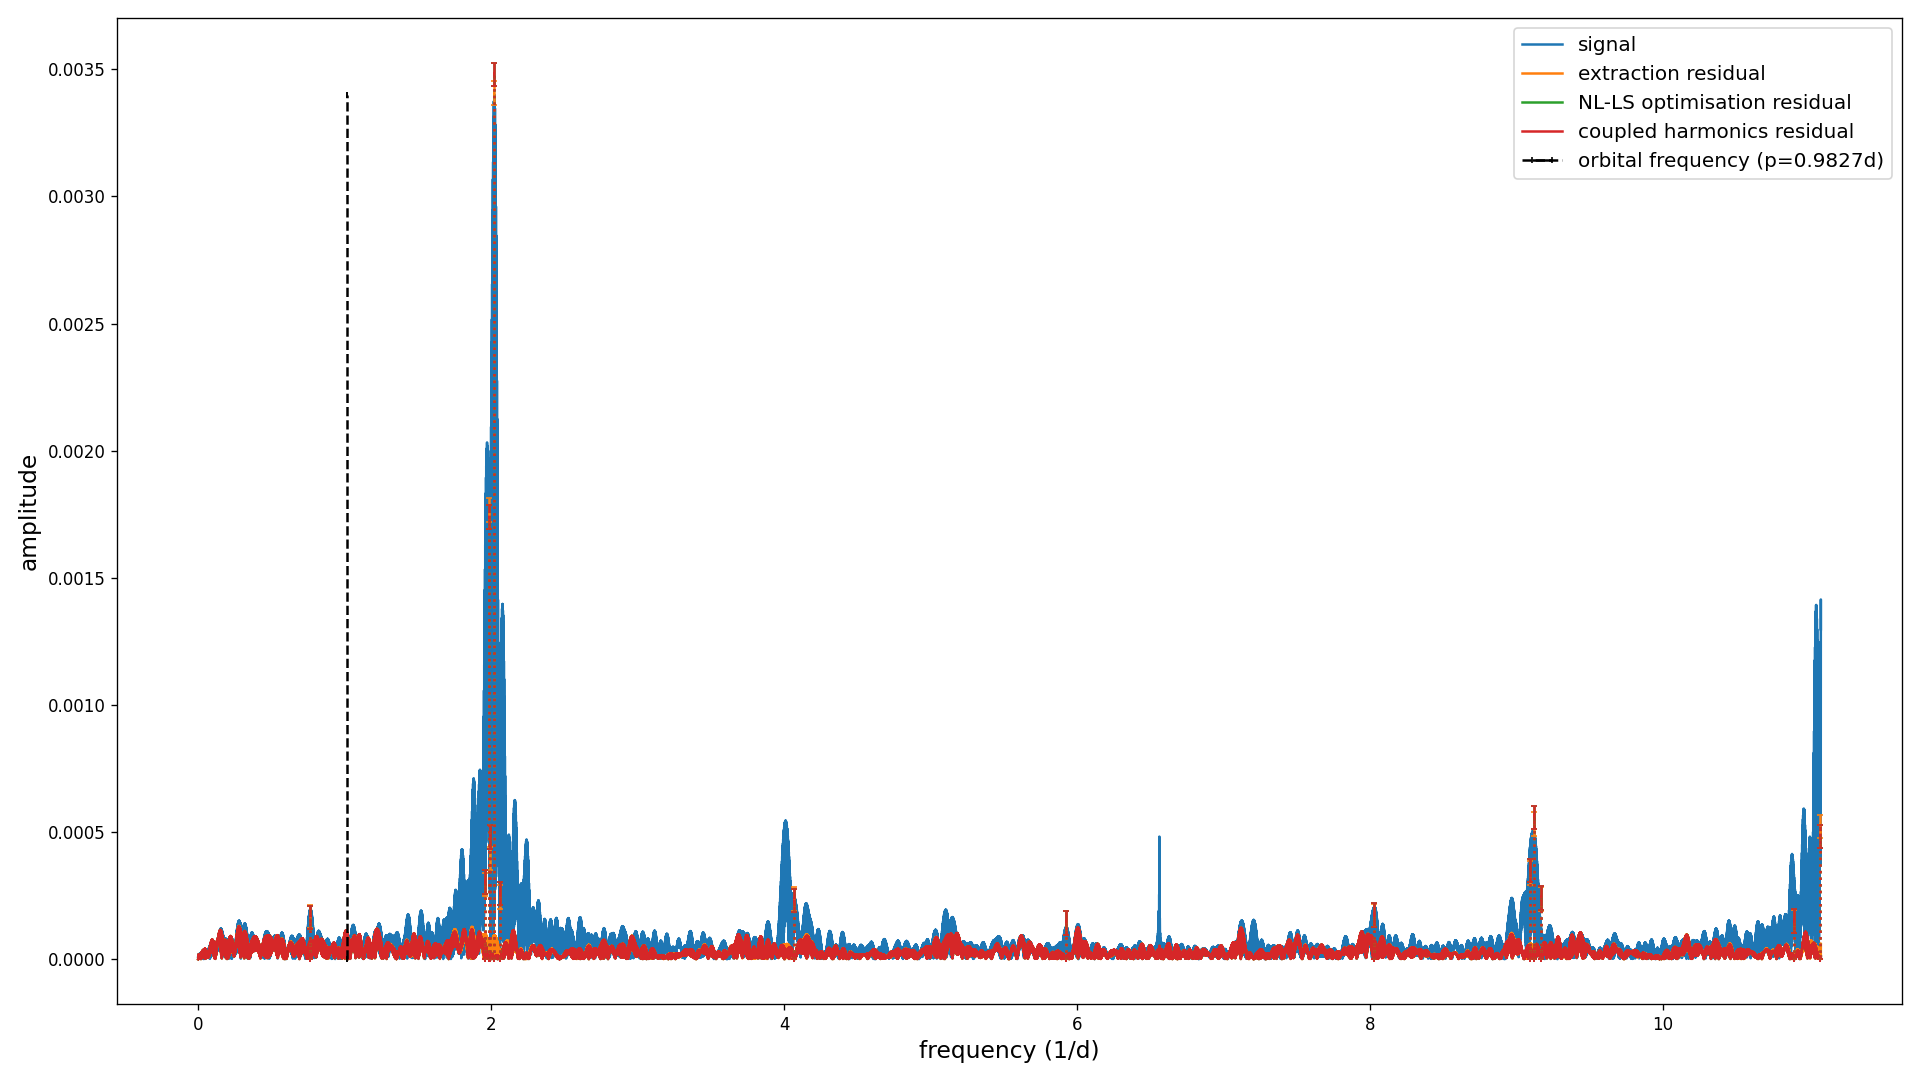 signal
extraction residual
NL-LS optimisation residual
coupled harmonics residual
orbital frequency (p=0.9827d)
0.0035
0.0030
0.0025
0.0020
0.0015
0.0010
0.0005
0.0000
amplitude
0 2 4 6 8 10
frequency (1/d)